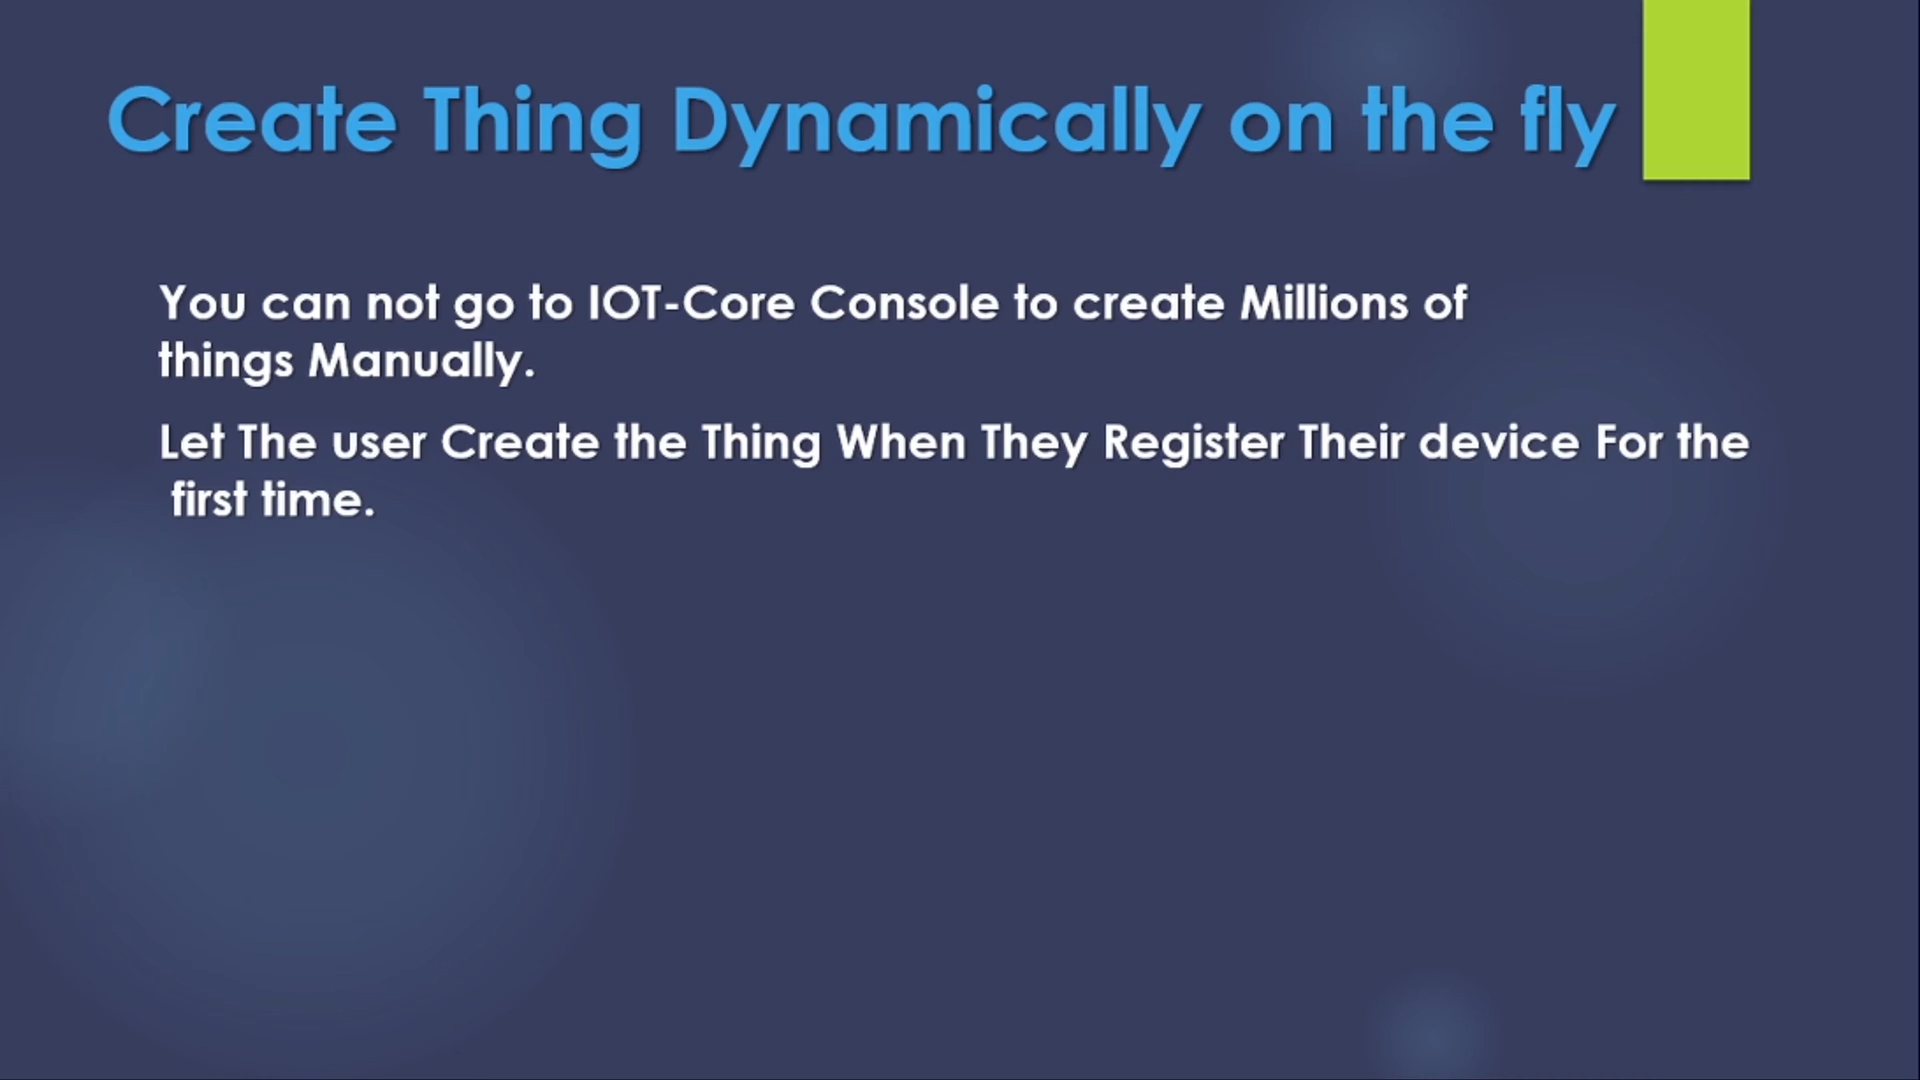 Create Thing Dynamically on the fly
You can not go to IOT-Core Console to create Millions of
things Manually.
Let The user Create the Thing When They Register Their device For the
first time.